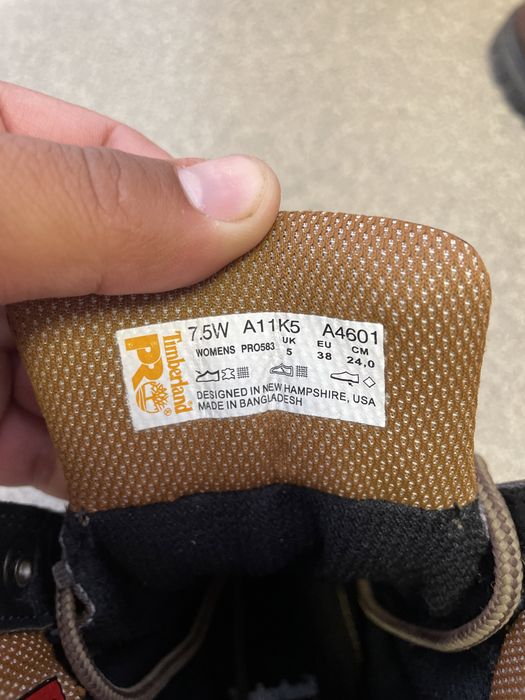 Timberland®
PRO
7.5W A11K5 A4601
WOMENS PRO583 UK EU CM
5 38 24,0
DESIGNED IN NEW HAMPSHIRE, USA
MADE IN BANGLADESH